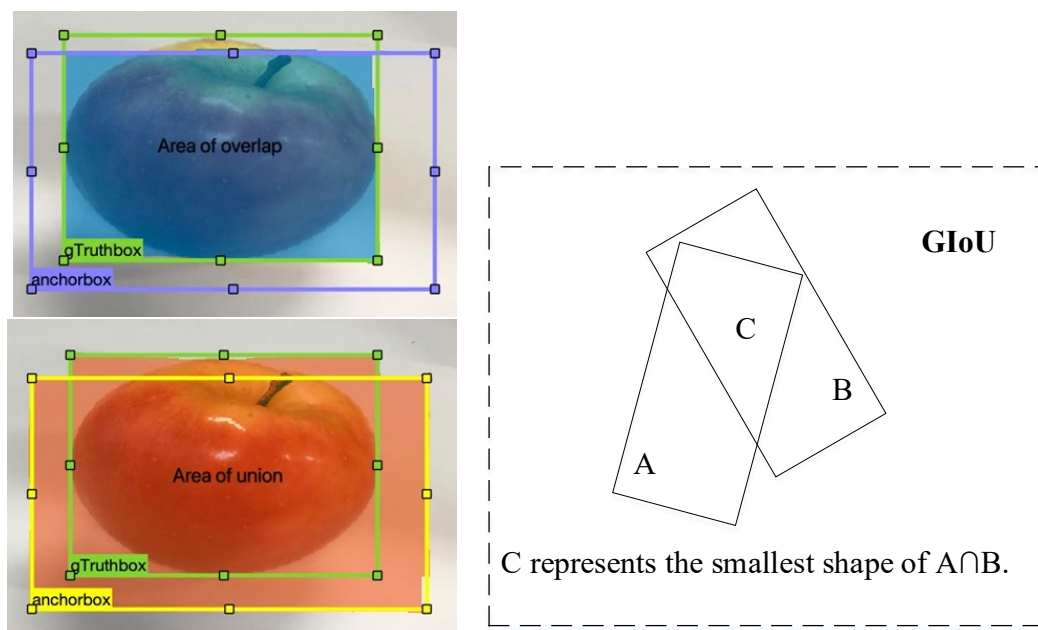 Area of overlap
gTruthbox
anchorbox
Area of union
gTruthbox
anchorbox
GIoU
C
B
A
C represents the smallest shape of A∩B.